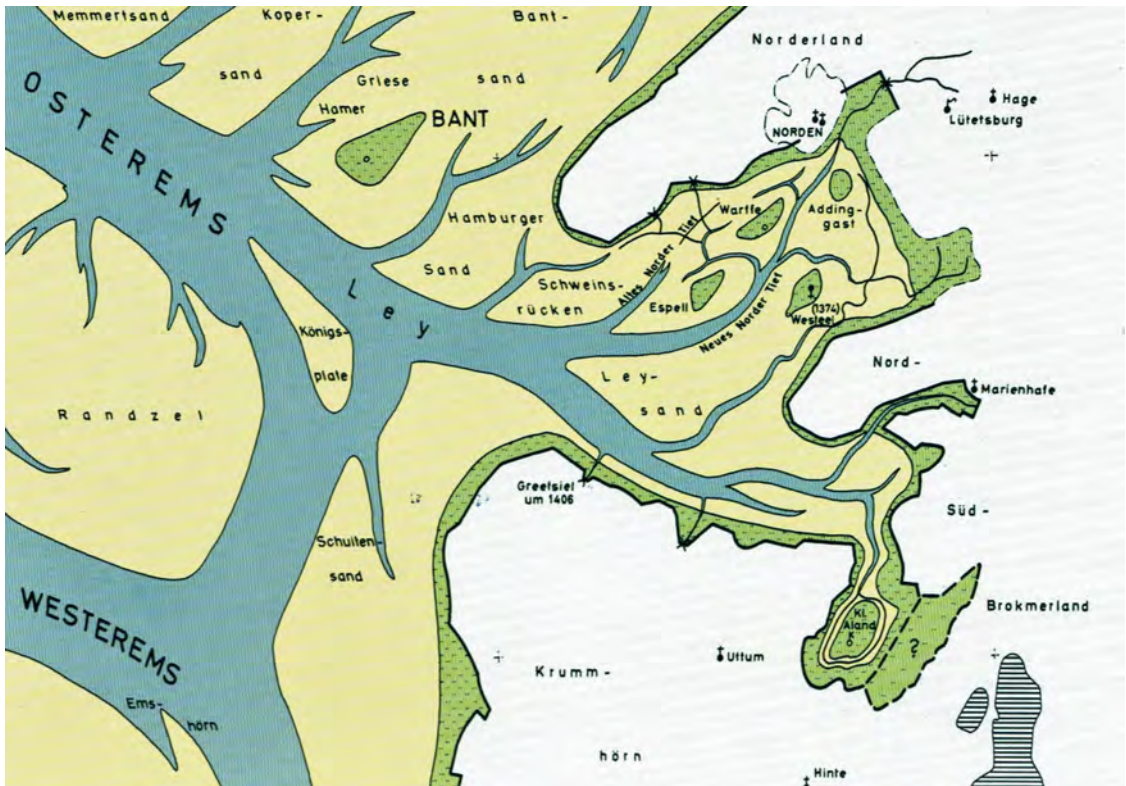 Memmertsand
Koper-
sand
Bant-
sand
Griese
Hamer
BANT
OSTEREMS
Norderland
NORDEN
Hage
Lütetsburg
Hamburger
Sand
Ley
Schweins-
rücken
Altes Norder Tief
Warffe
Adding-
gast
Espell
Neues Norder Tief
(1374)
Westeel
Königs-
plate
Ley-
sand
Nord-
Marienhafe
Randzel
Greetsiel
um 1406
Süd-
Schuiten-
sand
Brokmerland
Kl.
Aland
?
WESTEREMS
Ems-
hörn
Uttum
Krumm-
hörn
Hinte